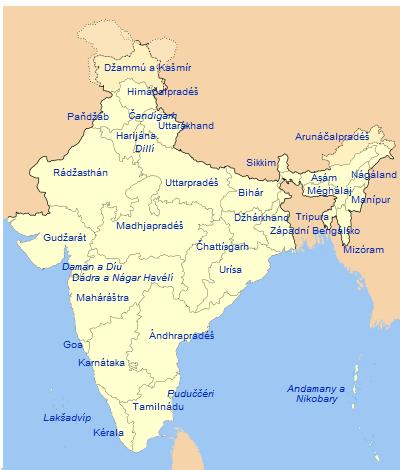 Džammú a Kašmír
Himáčalpradéš
Paňdžáb
Čandígarh
Uttarákhand
Harijána
Dillí
Arunáčalpradéš
Sikkim
Rádžasthán
Uttarpradéš
Asám
Nágáland
Bihár
Méghálaj
Manípur
Madhjapradéš
Džhárkhand
Tripura
Západní Bengálsko
Gudžarát
Čhattísgarh
Mizóram
Daman a Díu
Urísa
Dádra a Nágar Havélí
Maháráštra
Ándhrapradéš
Goa
Karnátaka
Puduččéri
Andamany a
Nikobary
Lakšadvíp
Tamilnádu
Kérala